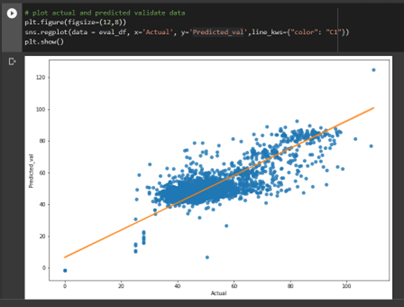 # plot actual and predicted validate data
plt.figure(figsize=(12,8))
sns.regplot(data = eval_df, x='Actual', y='Predicted_val',line_kws={"color": "C1"})
plt.show()
120
100
80
60
40
20
0
Predicted_val
0
20
40
60
80
100
Actual